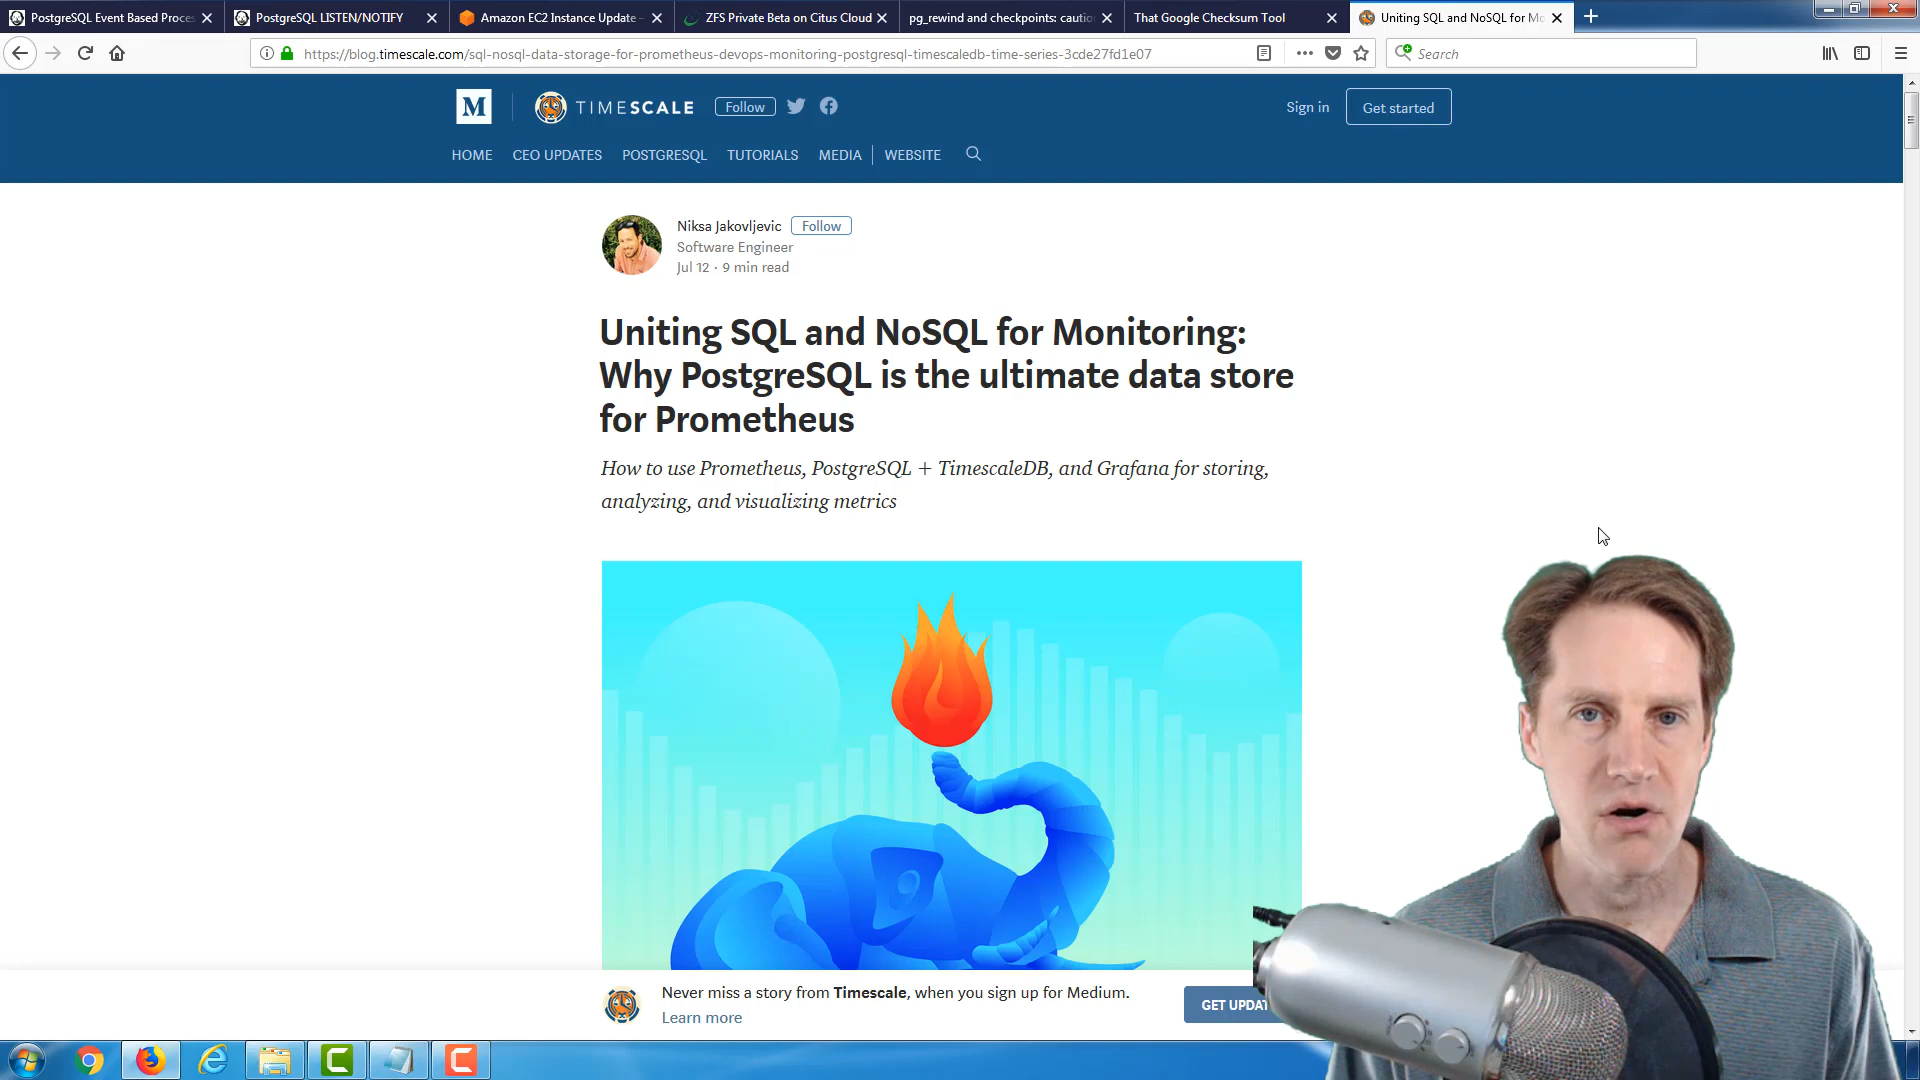 PostgreSQL Event Based Proces
PostgreSQL LISTEN/NOTIFY
Amazon EC2 Instance Update –
ZFS Private Beta on Citus Cloud
pg_rewind and checkpoints: cautio
That Google Checksum Tool
Uniting SQL and NoSQL for Mo
https://blog.timescale.com/sql-nosql-data-storage-for-prometheus-devops-monitoring-postgresql-timescaledb-time-series-3cde27fd1e07
Search
M
TIMESCALE
Follow
Sign in
Get started
HOME
CEO UPDATES
POSTGRESQL
TUTORIALS
MEDIA
WEBSITE
Niksa Jakovljevic
Follow
Software Engineer
Jul 12 · 9 min read
Uniting SQL and NoSQL for Monitoring:
Why PostgreSQL is the ultimate data store
for Prometheus
How to use Prometheus, PostgreSQL + TimescaleDB, and Grafana for storing,
analyzing, and visualizing metrics
Never miss a story from Timescale, when you sign up for Medium.
Learn more
GET UPDAT